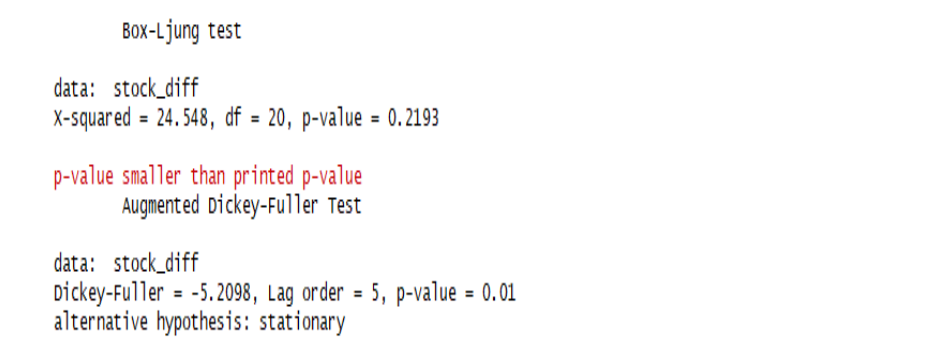 Box-Ljung test
data: stock_diff
X-squared = 24.548, df = 20, p-value = 0.2193
p-value smaller than printed p-value
Augmented Dickey-Fuller Test
data: stock_diff
Dickey-Fuller = -5.2098, Lag order = 5, p-value = 0.01
alternative hypothesis: stationary